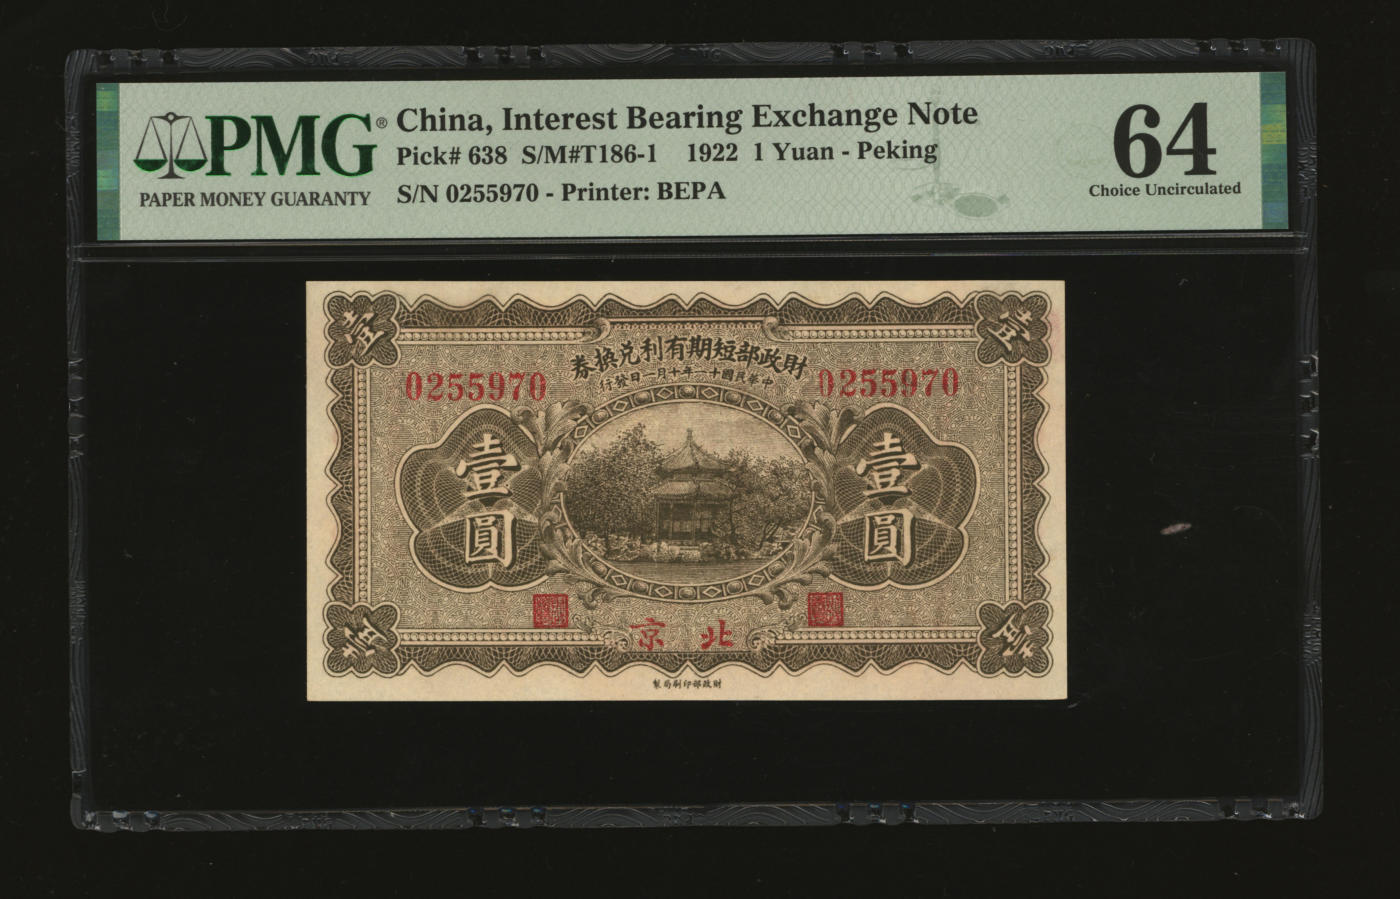 PMG®
PAPER MONEY GUARANTY
China, Interest Bearing Exchange Note
Pick# 638 S/M#T186-1 1922 1 Yuan - Peking
S/N 0255970 - Printer: BEPA
64
Choice Uncirculated
壹
壹
財政部短期有利兑換券
中華民國十一年十月一日發行
0255970
0255970
壹圓
壹圓
北京
壹
壹
財政部印刷局製